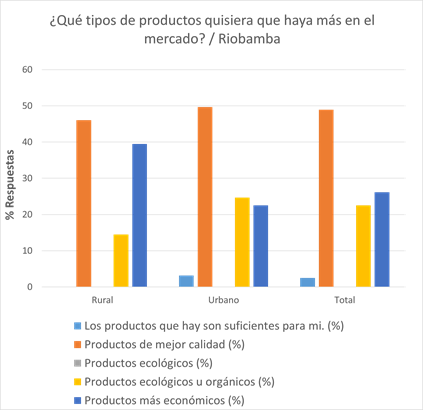 ¿Qué tipos de productos quisiera que haya más en el
mercado? / Riobamba
60
50
40
30
20
10
0
% Respuestas
Rural
Urbano
Total
Los productos que hay son suficientes para mi. (%)
Productos de mejor calidad (%)
Productos ecológicos (%)
Productos ecológicos u orgánicos (%)
Productos más económicos (%)